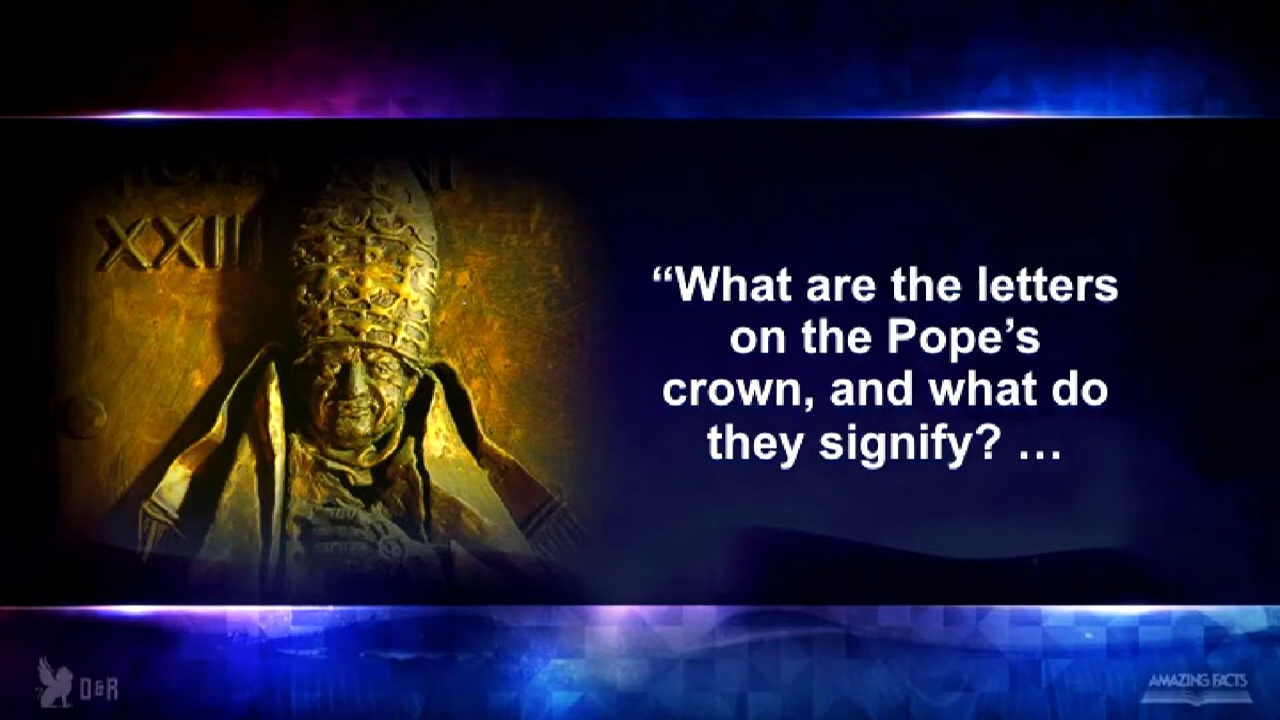 XXIII
“What are the letters
on the Pope’s
crown, and what do
they signify? …
D&R
AMAZING FACTS